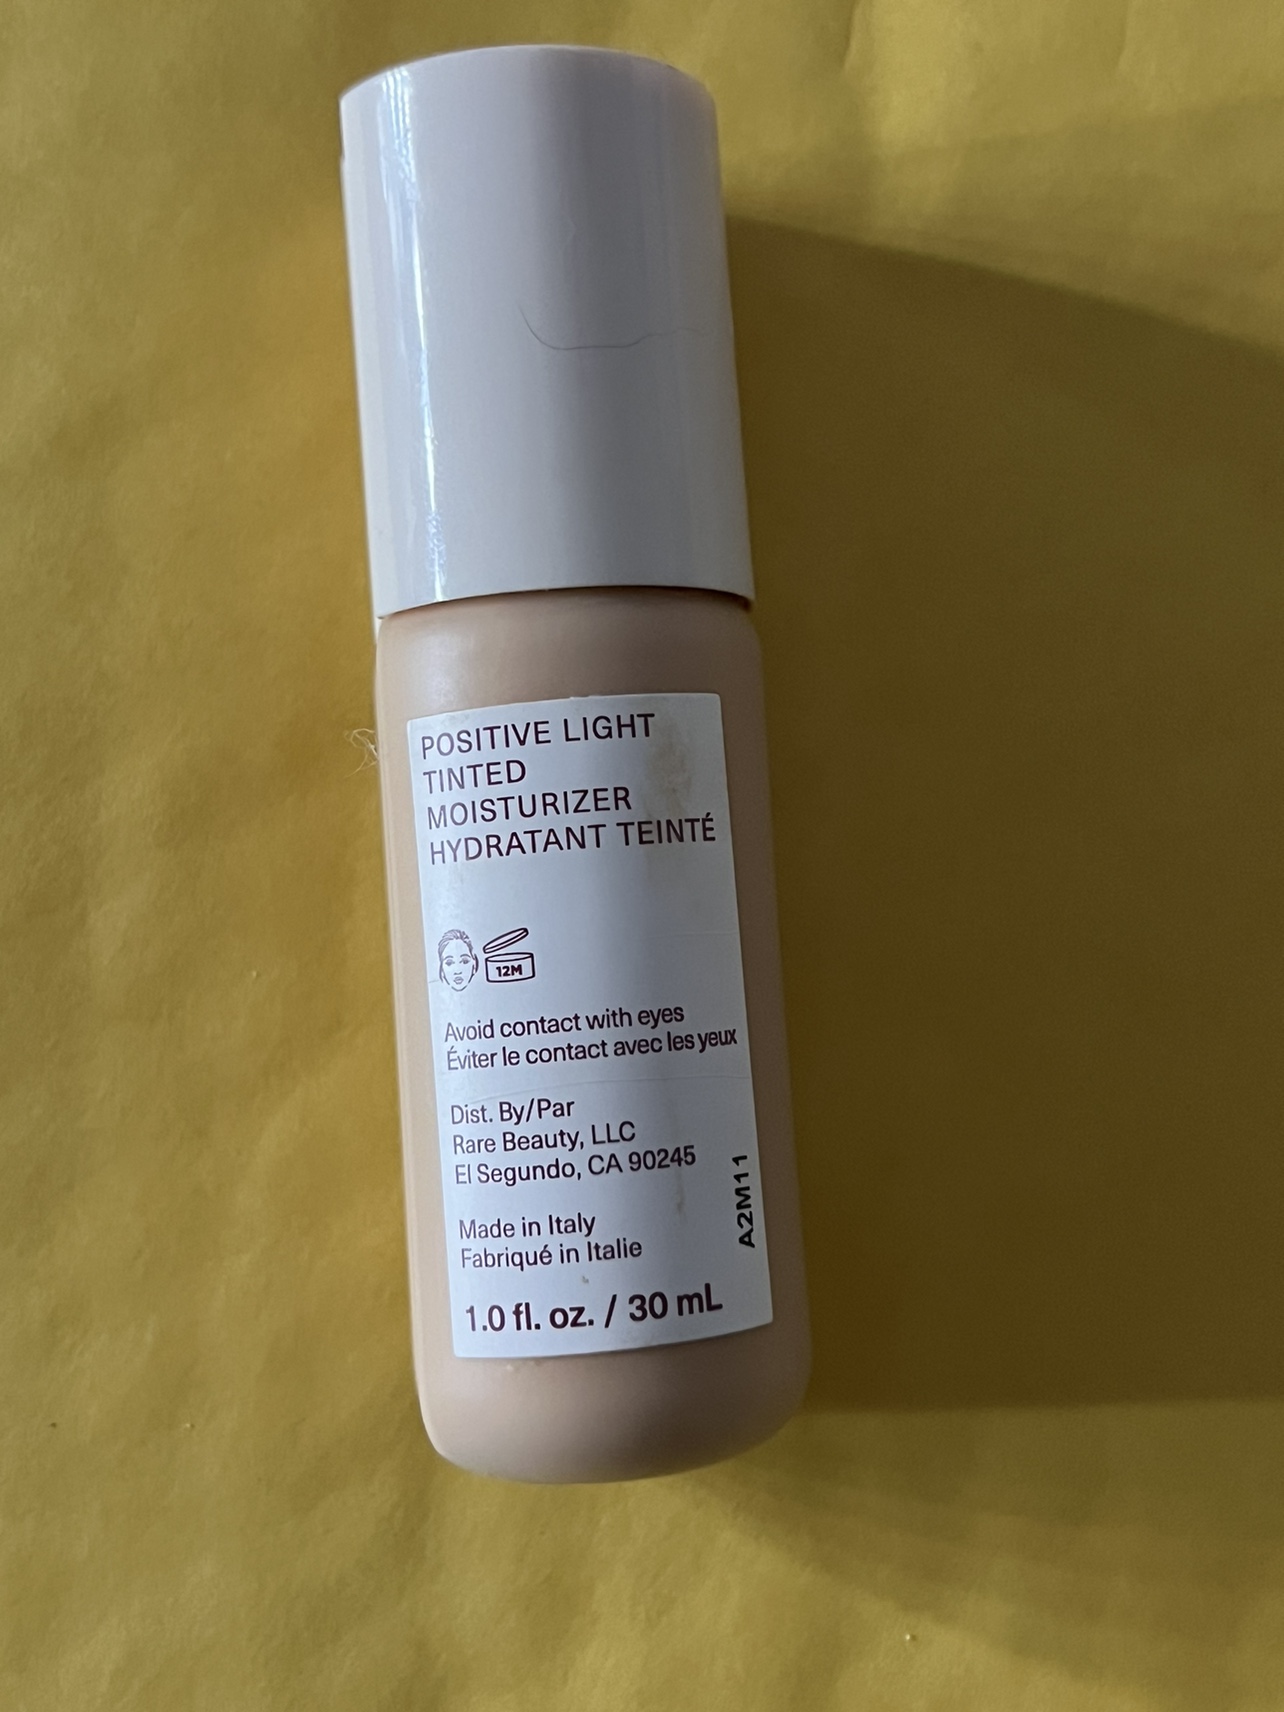 POSITIVE LIGHT
TINTED
MOISTURIZER
HYDRATANT TEINTÉ
12M
Avoid contact with eyes
Éviter le contact avec les yeux
Dist. By/Par
Rare Beauty, LLC
El Segundo, CA 90245
Made in Italy
Fabriqué in Italie
A2M11
1.0 fl. oz. / 30 mL